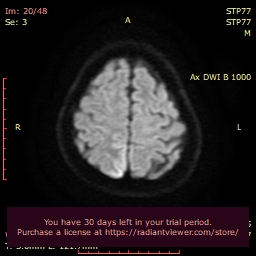 Im: 20/48
Se: 3
A
STP77
STP77
M
Ax DWI B 1000
R
L
You have 30 days left in your trial period.
Purchase a license at https://radiantviewer.com/store/